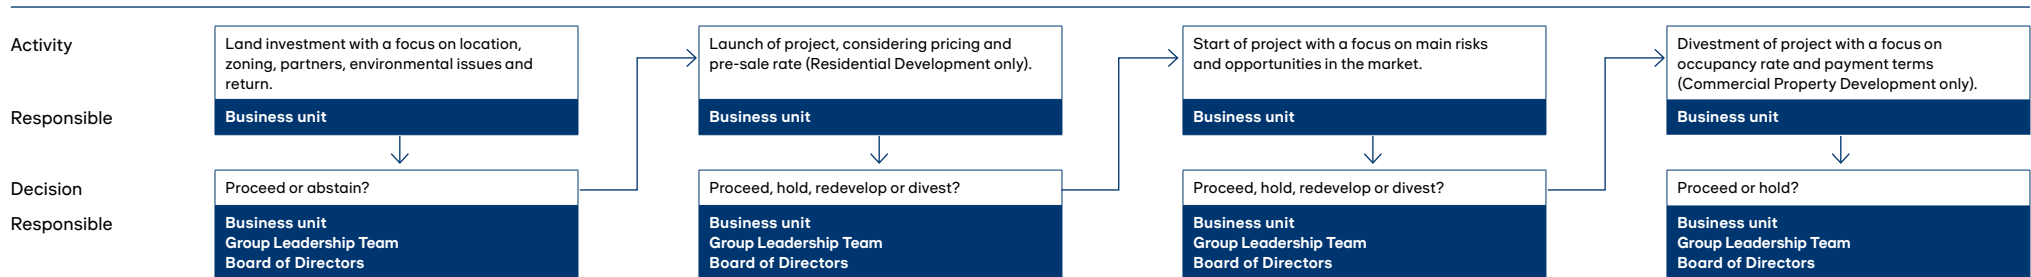 Activity
Land investment with a focus on location,
zoning, partners, environmental issues and
return.
Launch of project, considering pricing and
pre-sale rate (Residential Development only).
Start of project with a focus on main risks
and opportunities in the market.
Divestment of project with a focus on
occupancy rate and payment terms
(Commercial Property Development only).
Responsible
Business unit
Business unit
Business unit
Business unit
Decision
Proceed or abstain?
Proceed, hold, redevelop or divest?
Proceed, hold, redevelop or divest?
Proceed or hold?
Responsible
Business unit
Group Leadership Team
Board of Directors
Business unit
Group Leadership Team
Board of Directors
Business unit
Group Leadership Team
Board of Directors
Business unit
Group Leadership Team
Board of Directors